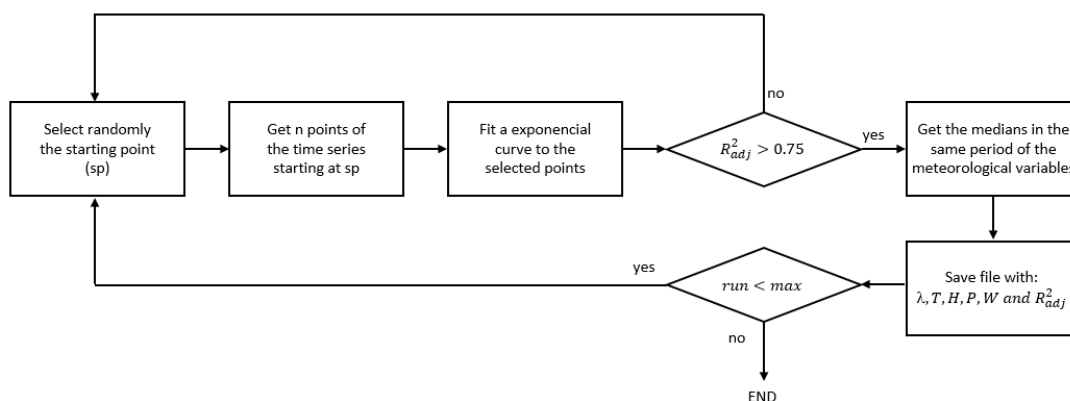 no
Select randomly
the starting point
(sp)
Get n points of
the time series
starting at sp
Fit a exponencial
curve to the
selected points
R²adj > 0.75
yes
Get the medians in the
same period of the
meteorological variables
yes
run < max
Save file with:
λ, T, H, P, W and R²adj
no
END